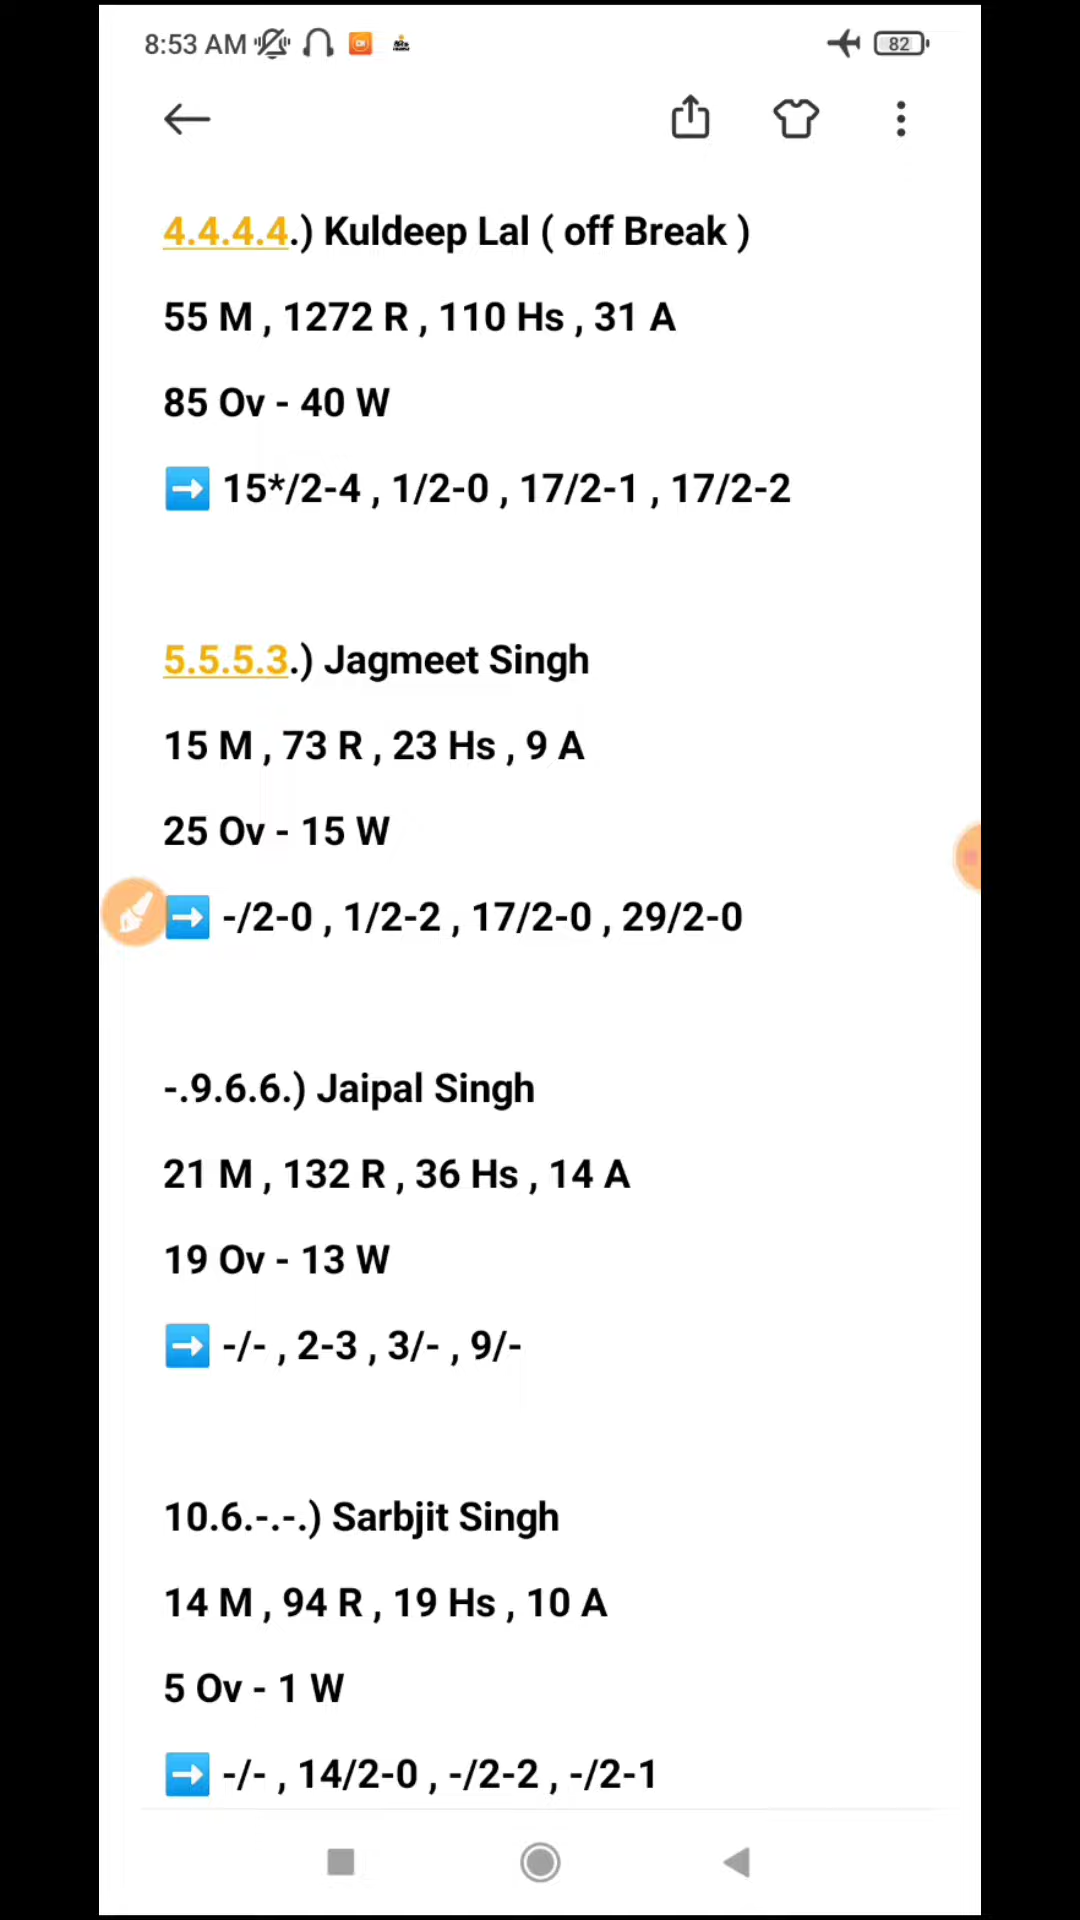 8:53 AM
82
4.4.4.4.) Kuldeep Lal ( off Break )
55 M , 1272 R , 110 Hs , 31 A
85 Ov - 40 W
➡️ 15*/2-4 , 1/2-0 , 17/2-1 , 17/2-2
5.5.5.3.) Jagmeet Singh
15 M , 73 R , 23 Hs , 9 A
25 Ov - 15 W
➡️ -/2-0 , 1/2-2 , 17/2-0 , 29/2-0
-.9.6.6.) Jaipal Singh
21 M , 132 R , 36 Hs , 14 A
19 Ov - 13 W
➡️ -/- , 2-3 , 3/- , 9/-
10.6.-.-.) Sarbjit Singh
14 M , 94 R , 19 Hs , 10 A
5 Ov - 1 W
➡️ -/- , 14/2-0 , -/2-2 , -/2-1